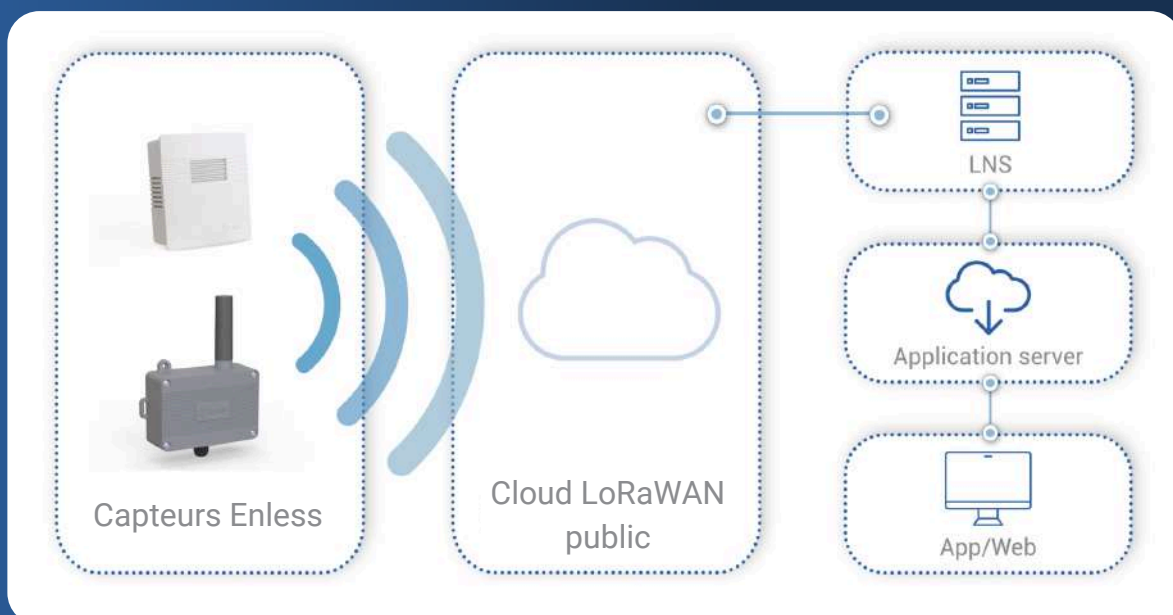 Capteurs Enless
Cloud LoRaWAN
public
LNS
Application server
App/Web